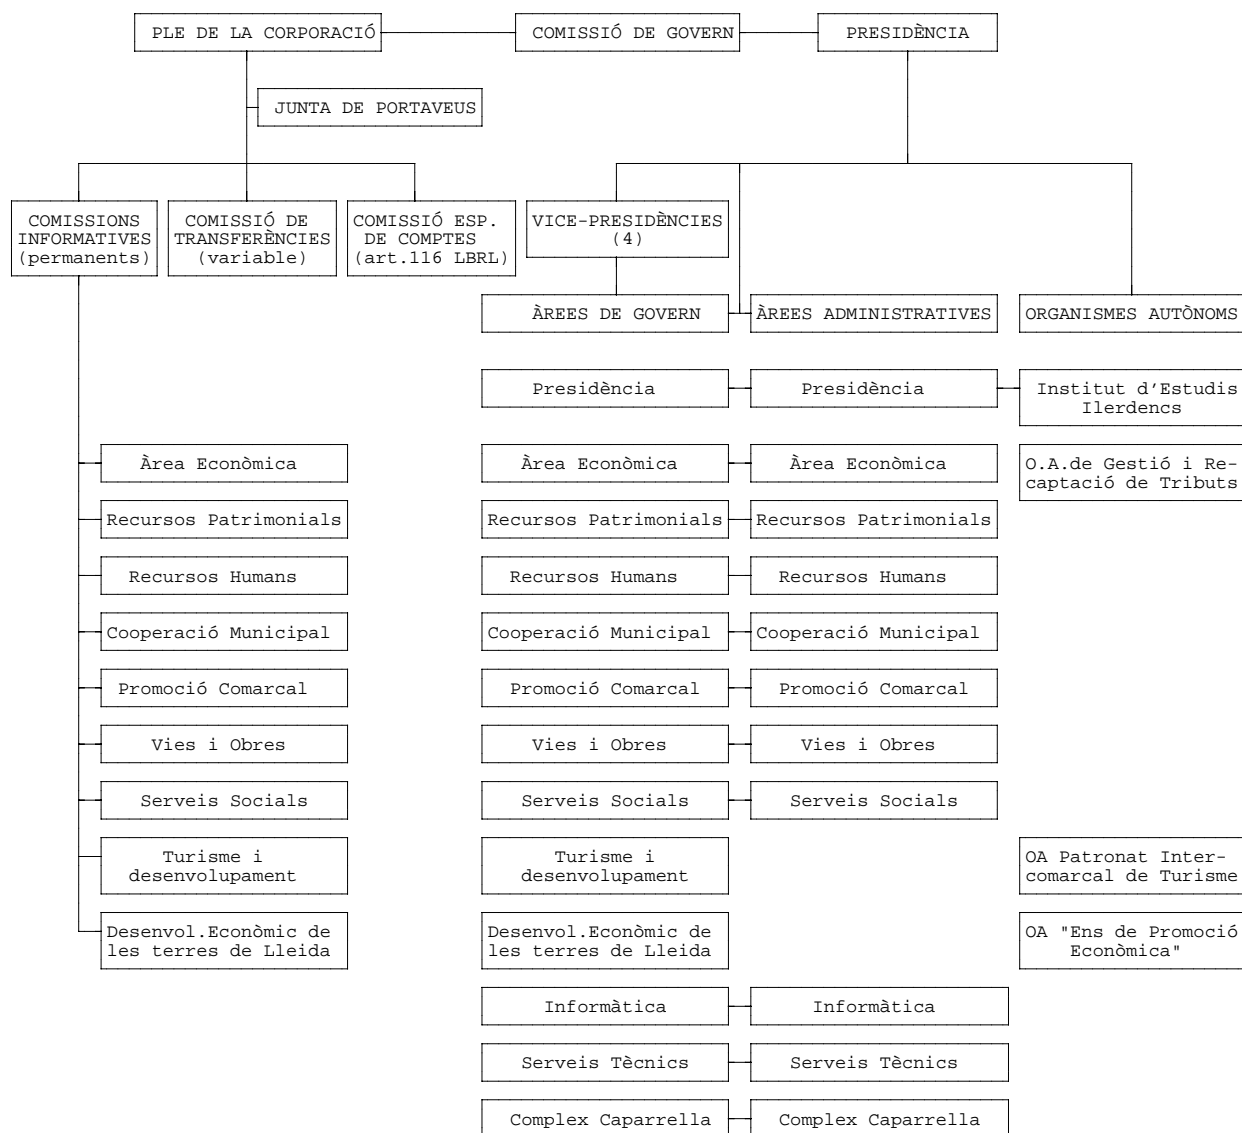 PLE DE LA CORPORACIÓ
COMISSIÓ DE GOVERN
PRESIDÈNCIA
JUNTA DE PORTAVEUS
COMISSIONS
INFORMATIVES
(permanents)
COMISSIÓ DE
TRANSFERÈNCIES
(variable)
COMISSIÓ ESP.
DE COMPTES
(art.116 LBRL)
VICE-PRESIDÈNCIES
(4)
ÀREES DE GOVERN
ÀREES ADMINISTRATIVES
ORGANISMES AUTÒNOMS
Presidència
Presidència
Institut d'Estudis
Ilerdencs
Àrea Econòmica
Àrea Econòmica
Àrea Econòmica
O.A.de Gestió i Re-
captació de Tributs
Recursos Patrimonials
Recursos Patrimonials
Recursos Patrimonials
Recursos Humans
Recursos Humans
Recursos Humans
Cooperació Municipal
Cooperació Municipal
Cooperació Municipal
Promoció Comarcal
Promoció Comarcal
Promoció Comarcal
Vies i Obres
Vies i Obres
Vies i Obres
Serveis Socials
Serveis Socials
Serveis Socials
Turisme i
desenvolupament
Turisme i
desenvolupament
OA Patronat Inter-
comarcal de Turisme
Desenvol.Econòmic de
les terres de Lleida
Desenvol.Econòmic de
les terres de Lleida
OA "Ens de Promoció
Econòmica"
Informàtica
Informàtica
Serveis Tècnics
Serveis Tècnics
Complex Caparrella
Complex Caparrella